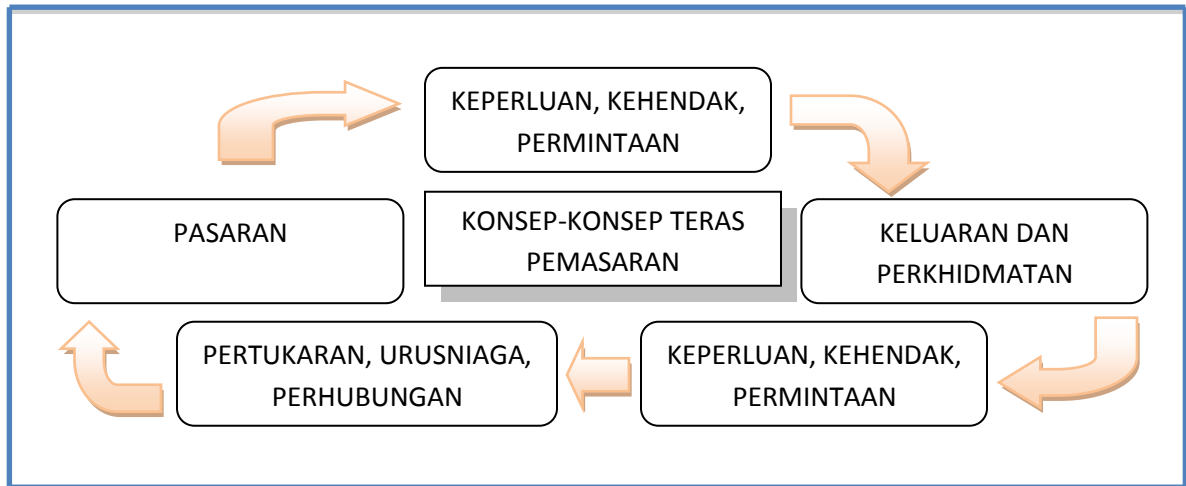 KEPERLUAN, KEHENDAK,
PERMINTAAN
PASARAN
KONSEP-KONSEP TERAS
PEMASARAN
KELUARAN DAN
PERKHIDMATAN
PERTUKARAN, URUSNIAGA,
PERHUBUNGAN
KEPERLUAN, KEHENDAK,
PERMINTAAN